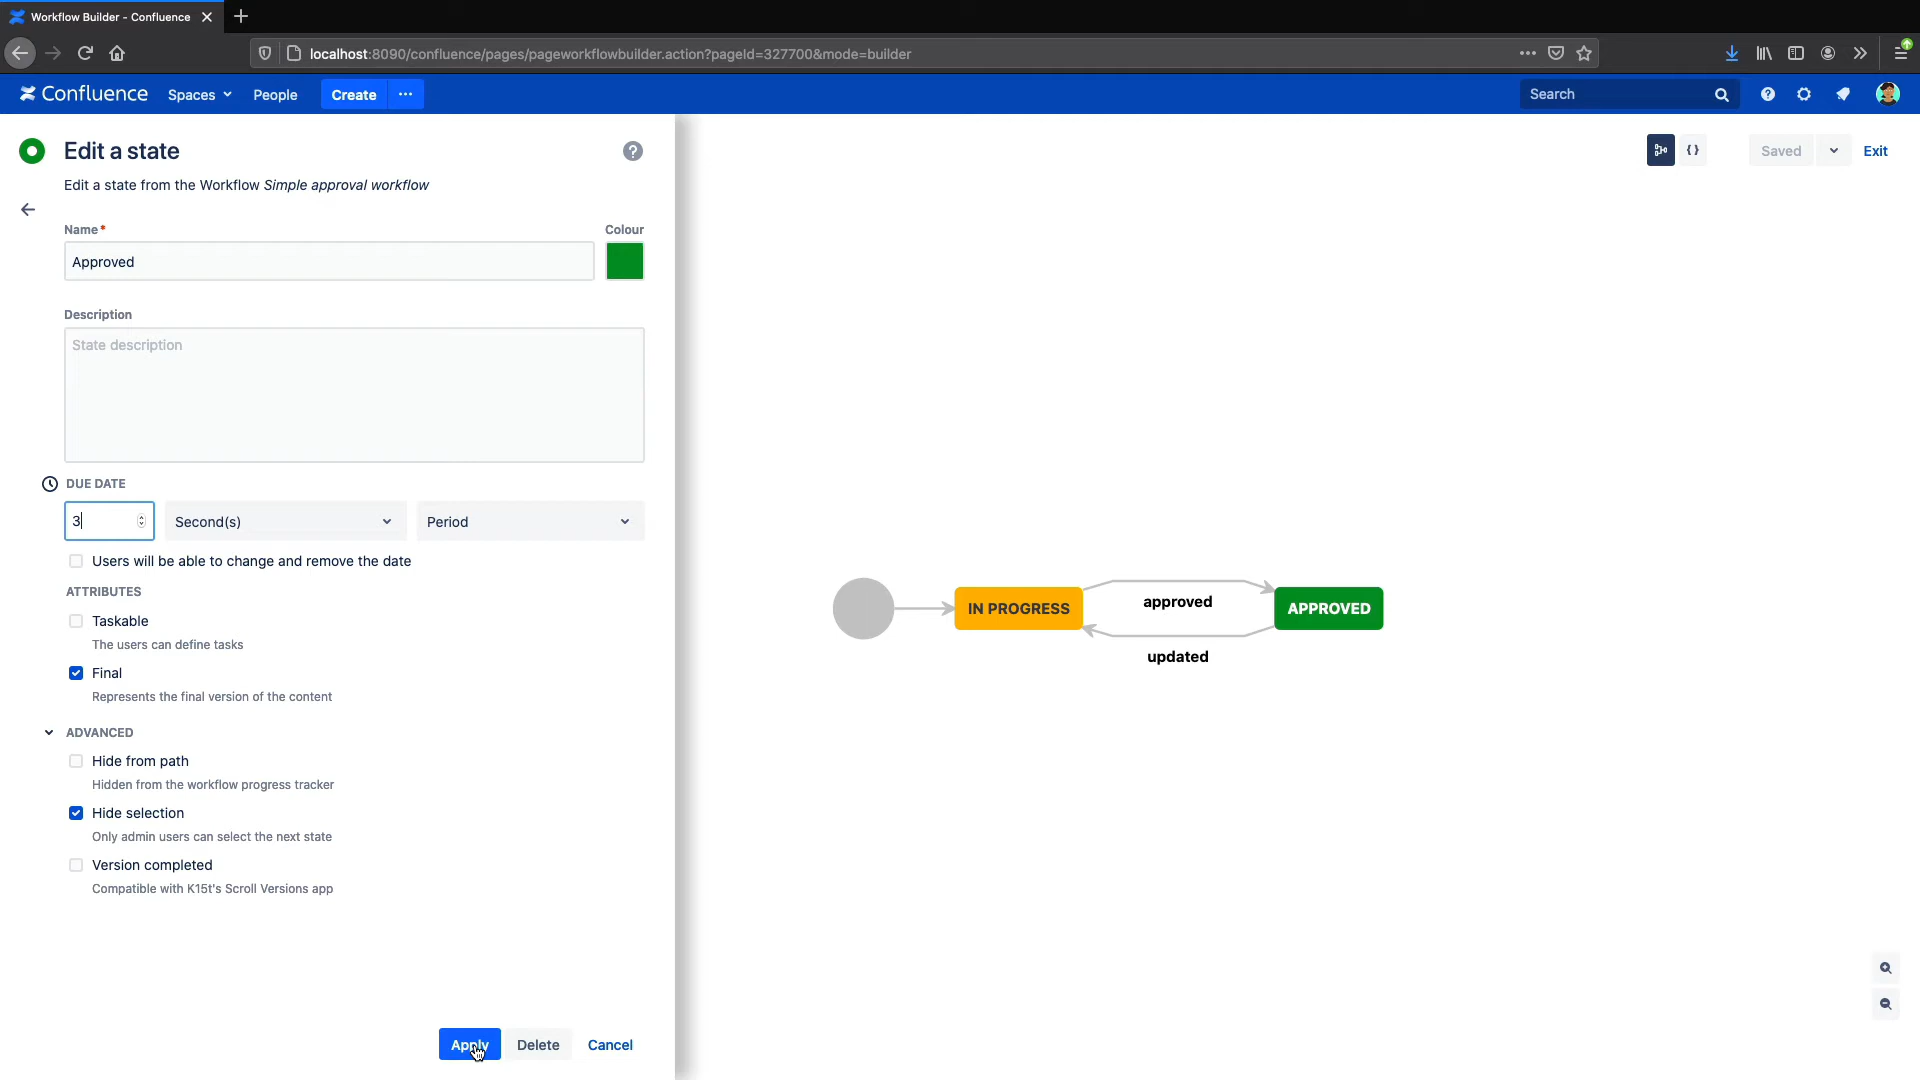 Workflow Builder - Confluence
localhost:8090/confluence/pages/pageworkflowbuilder.action?pageId=327700&mode=builder
Confluence Spaces People Create ··· Search
Edit a state
Edit a state from the Workflow Simple approval workflow
Saved Exit
Name* Colour
Approved
Description
State description
DUE DATE
3 Second(s) Period
Users will be able to change and remove the date
ATTRIBUTES
Taskable
The users can define tasks
Final
Represents the final version of the content
ADVANCED
Hide from path
Hidden from the workflow progress tracker
Hide selection
Only admin users can select the next state
Version completed
Compatible with K15t's Scroll Versions app
Apply Delete Cancel
IN PROGRESS
approved
APPROVED
updated